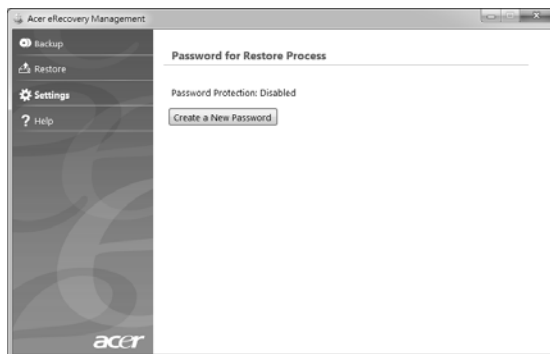 Acer eRecovery Management
Backup
Restore
Settings
? Help
Password for Restore Process
Password Protection: Disabled
Create a New Password
acer